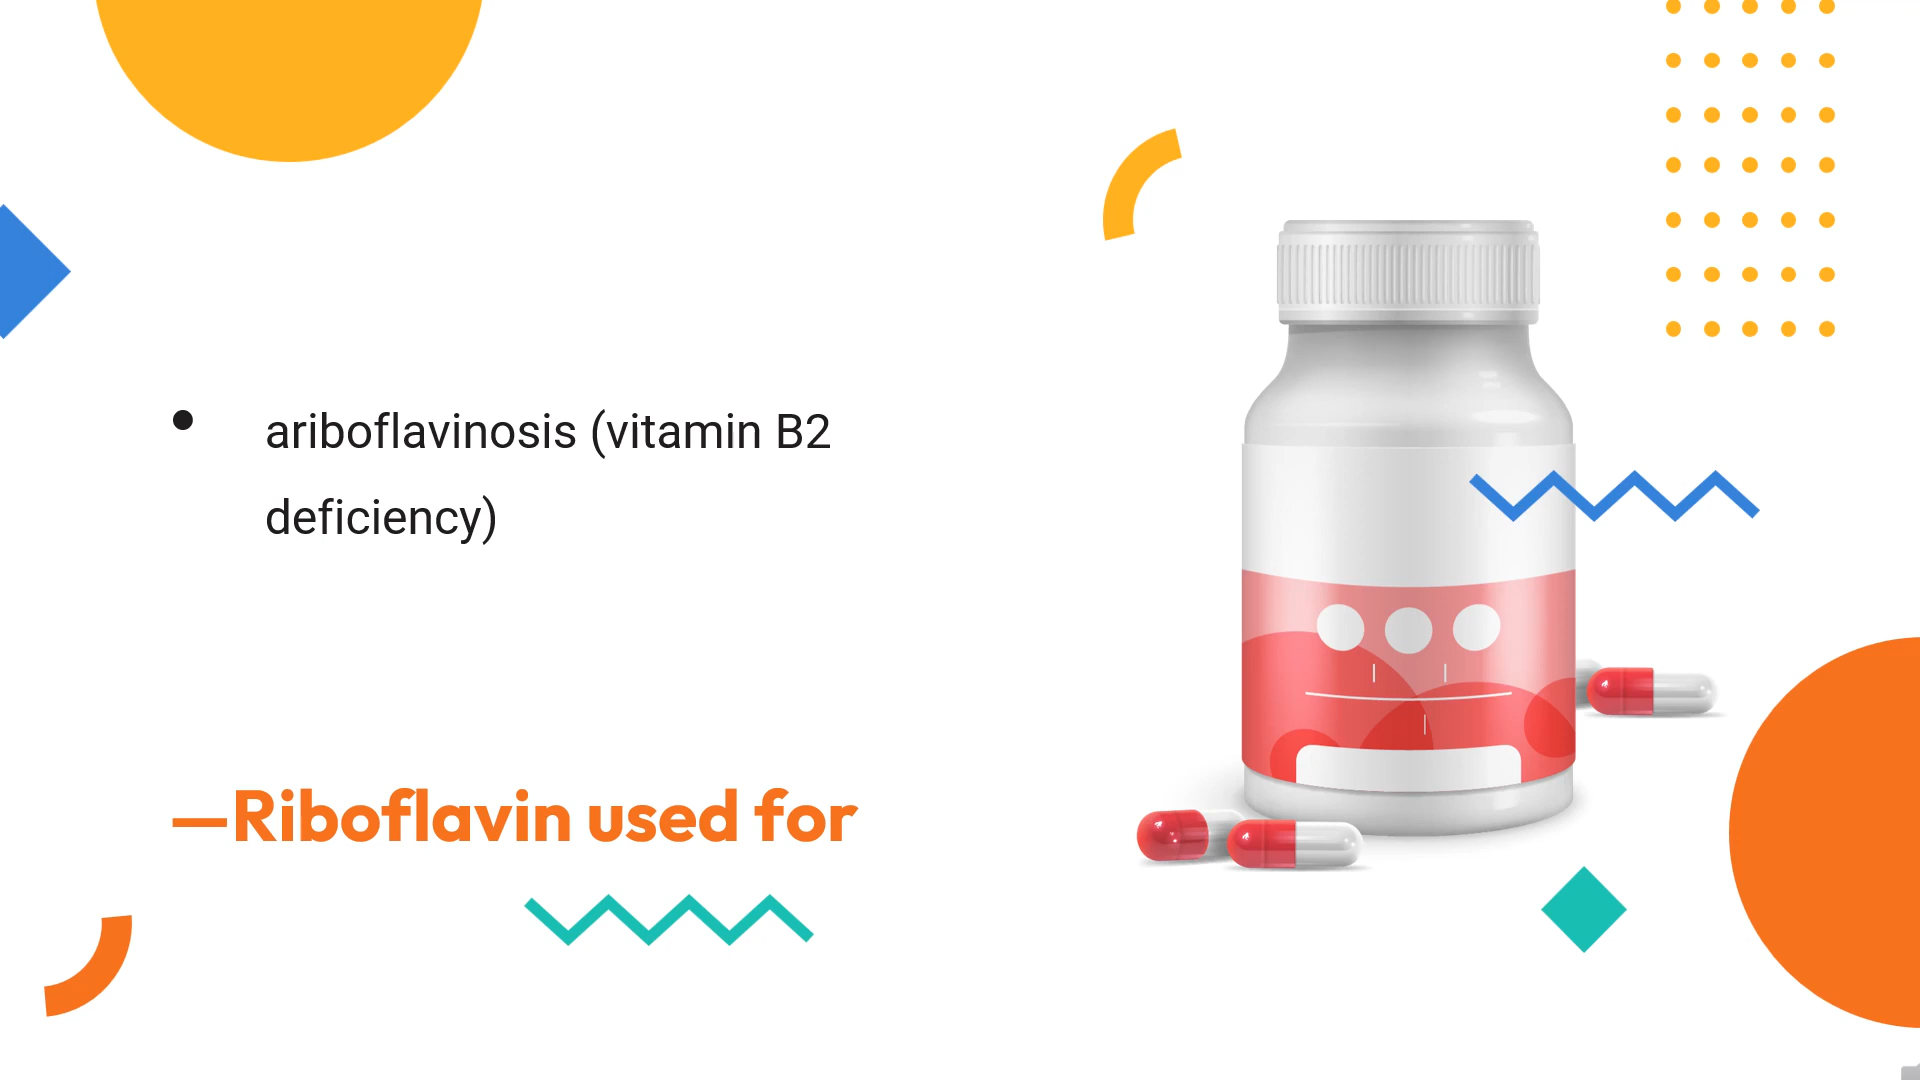 • ariboflavinosis (vitamin B2
deficiency)
—Riboflavin used for